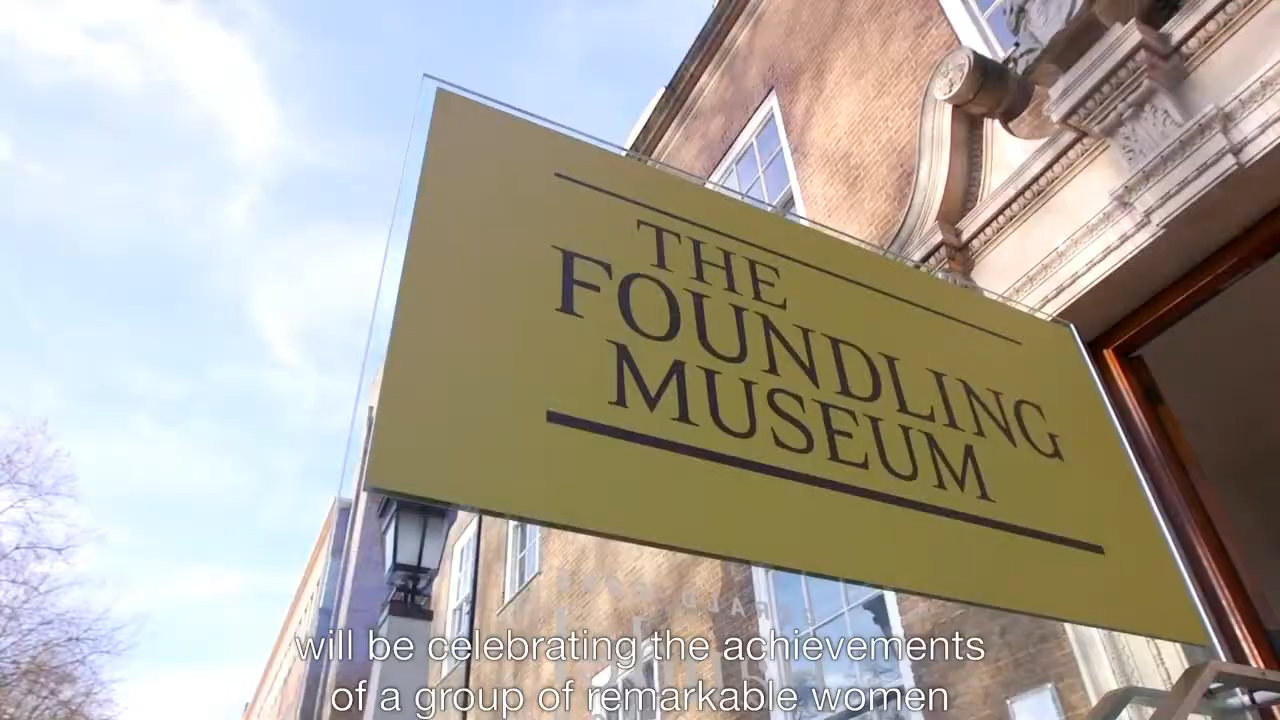 THE
FOUNDLING
MUSEUM
will be celebrating the achievements
of a group of remarkable women